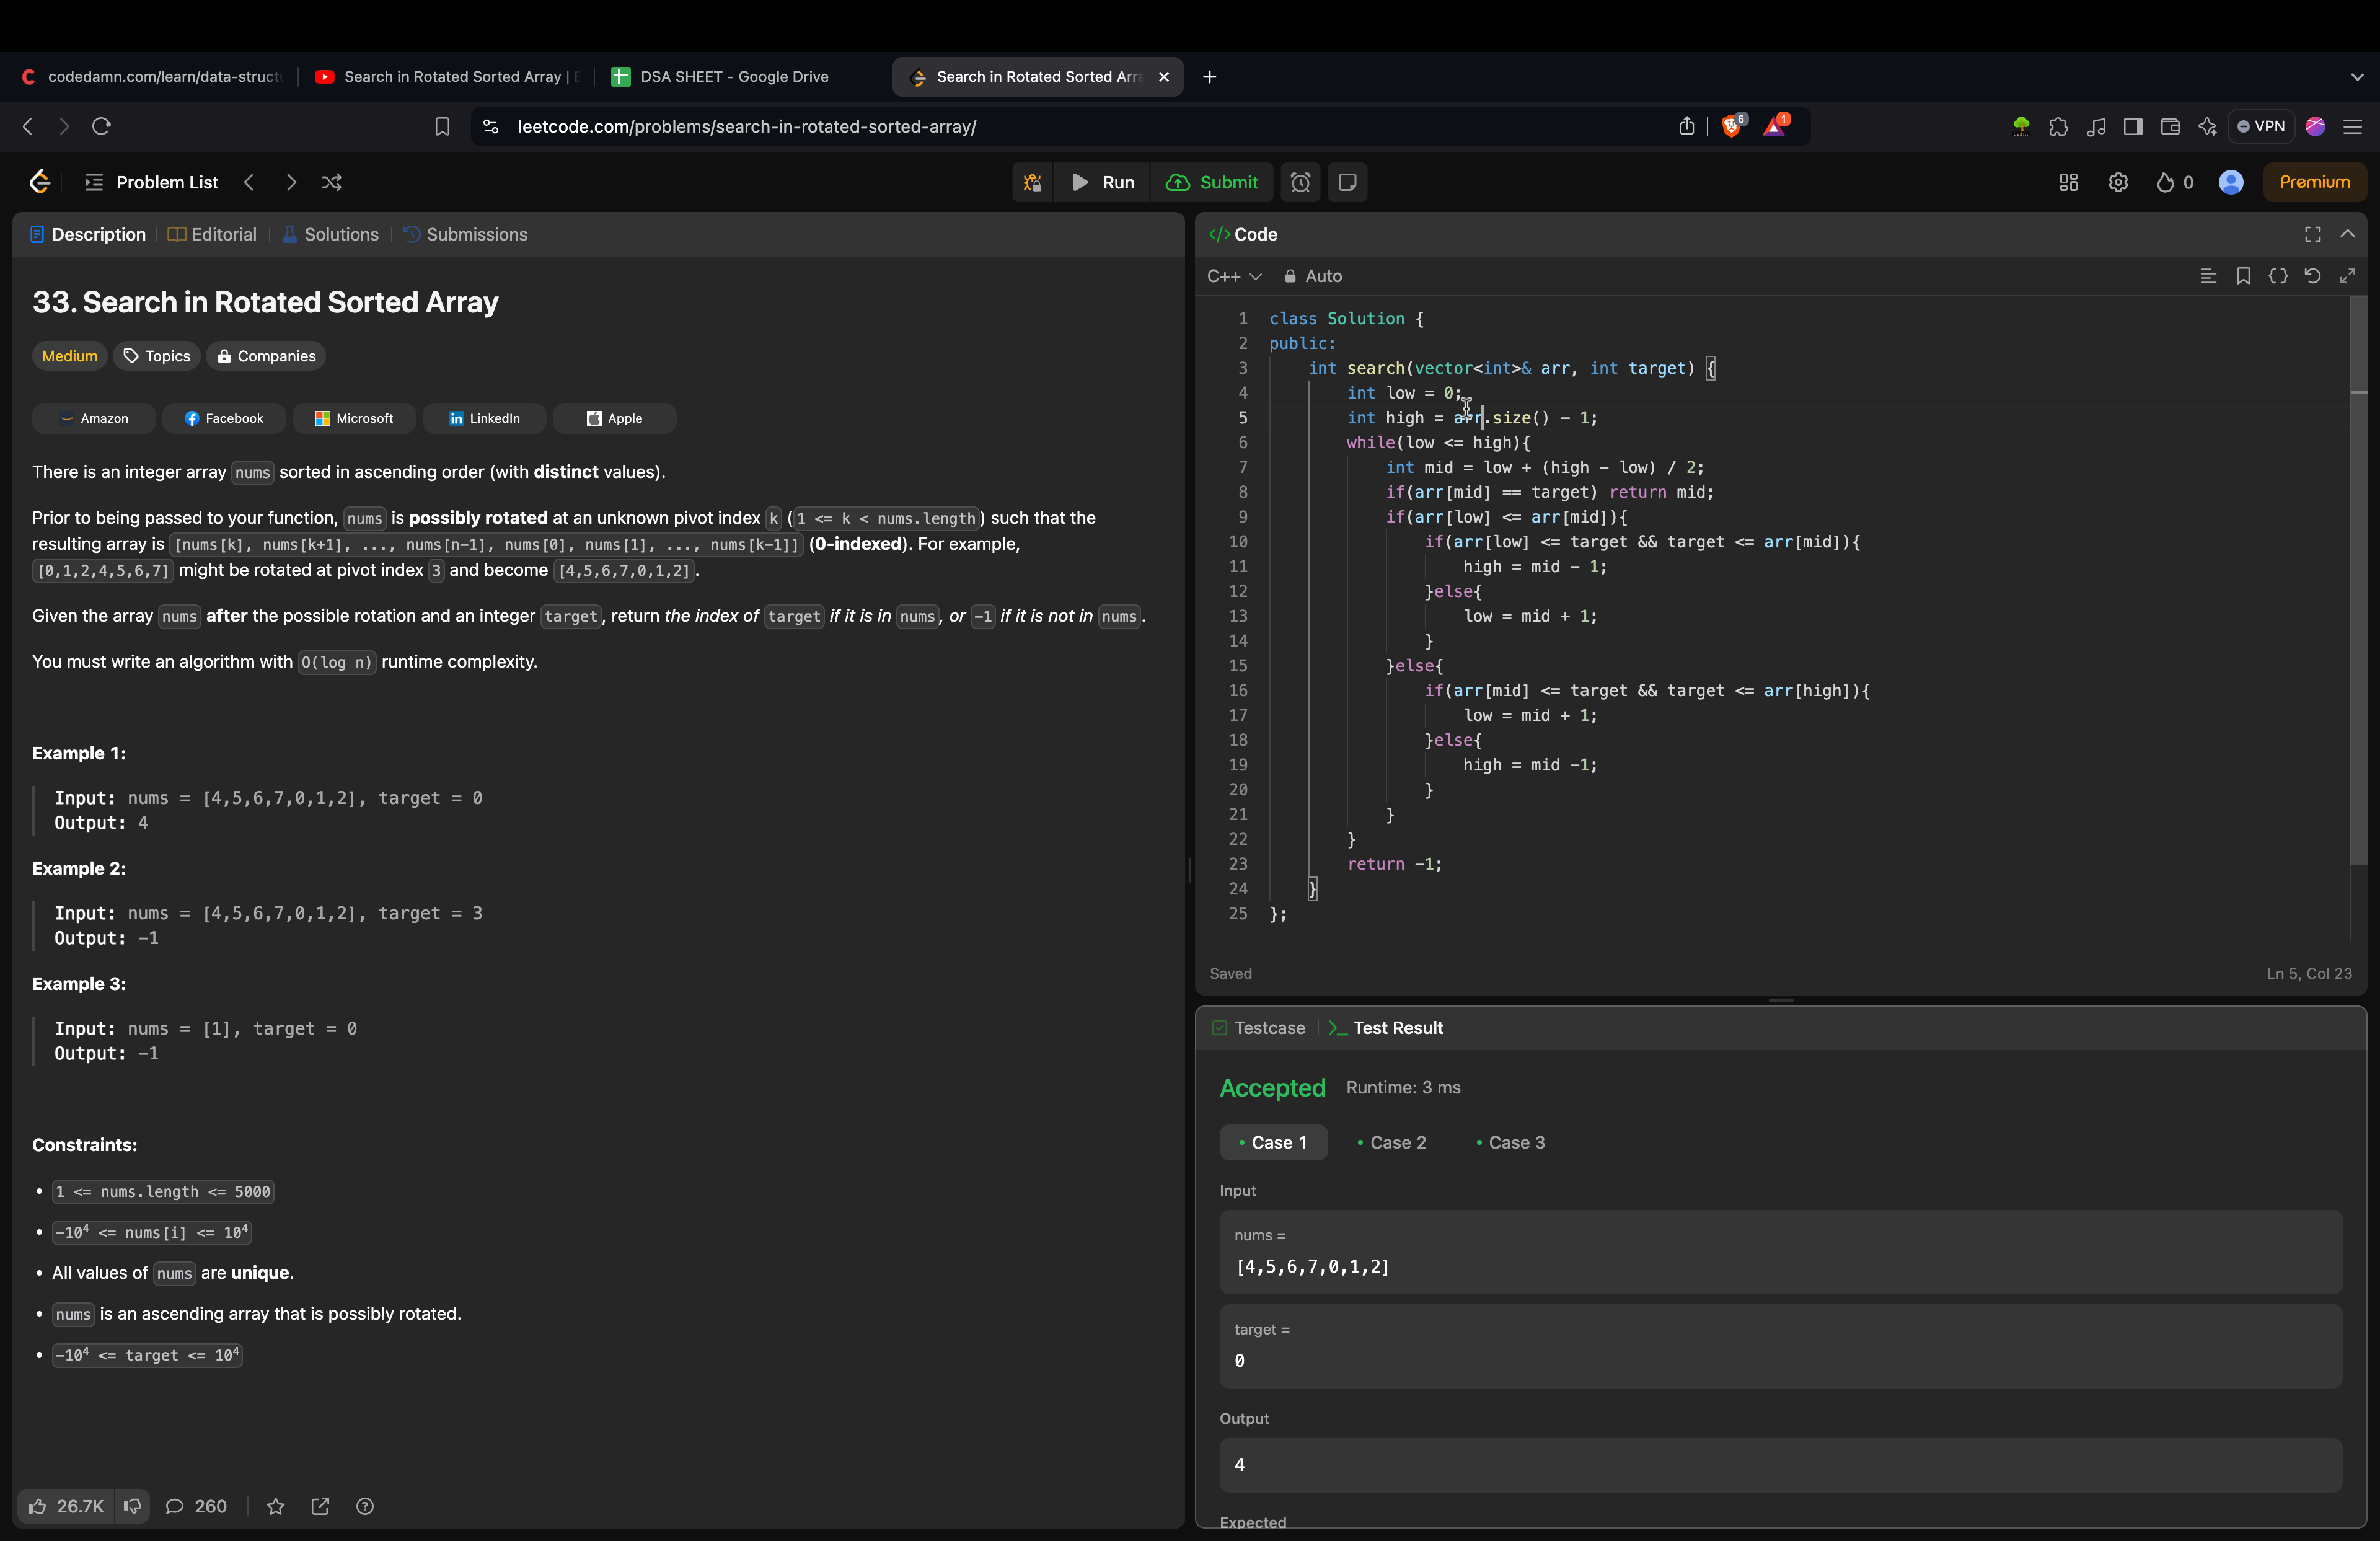 codedamn.com/learn/data-struct
Search in Rotated Sorted Array |
DSA SHEET - Google Drive
Search in Rotated Sorted Arr
leetcode.com/problems/search-in-rotated-sorted-array/
6
1
VPN
Problem List
Run
Submit
0
Premium
Description
Editorial
Solutions
Submissions
33. Search in Rotated Sorted Array
Medium
Topics
Companies
Amazon
Facebook
Microsoft
LinkedIn
Apple
There is an integer array nums sorted in ascending order (with distinct values).
Prior to being passed to your function, nums is possibly rotated at an unknown pivot index k (1 <= k < nums.length) such that the
resulting array is [nums[k], nums[k+1], ..., nums[n-1], nums[0], nums[1], ..., nums[k-1]] (0-indexed). For example,
[0,1,2,4,5,6,7] might be rotated at pivot index 3 and become [4,5,6,7,0,1,2].
Given the array nums after the possible rotation and an integer target, return the index of target if it is in nums, or -1 if it is not in nums.
You must write an algorithm with O(log n) runtime complexity.
Example 1:
Input: nums = [4,5,6,7,0,1,2], target = 0
Output: 4
Example 2:
Input: nums = [4,5,6,7,0,1,2], target = 3
Output: -1
Example 3:
Input: nums = [1], target = 0
Output: -1
Constraints:
• 1 <= nums.length <= 5000
• -10⁴ <= nums[i] <= 10⁴
• All values of nums are unique.
• nums is an ascending array that is possibly rotated.
• -10⁴ <= target <= 10⁴
26.7K
260
</> Code
C++
Auto
1 class Solution {
2 public:
3 int search(vector<int>& arr, int target) {
4 int low = 0;
5 int high = arr.size() - 1;
6 while(low <= high){
7 int mid = low + (high - low) / 2;
8 if(arr[mid] == target) return mid;
9 if(arr[low] <= arr[mid]){
10 if(arr[low] <= target && target <= arr[mid]){
11 high = mid - 1;
12 }else{
13 low = mid + 1;
14 }
15 }else{
16 if(arr[mid] <= target && target <= arr[high]){
17 low = mid + 1;
18 }else{
19 high = mid -1;
20 }
21 }
22 }
23 return -1;
24 }
25 };
Saved
Ln 5, Col 23
Testcase
Test Result
Accepted
Runtime: 3 ms
• Case 1
• Case 2
• Case 3
Input
nums =
[4,5,6,7,0,1,2]
target =
0
Output
4
Expected